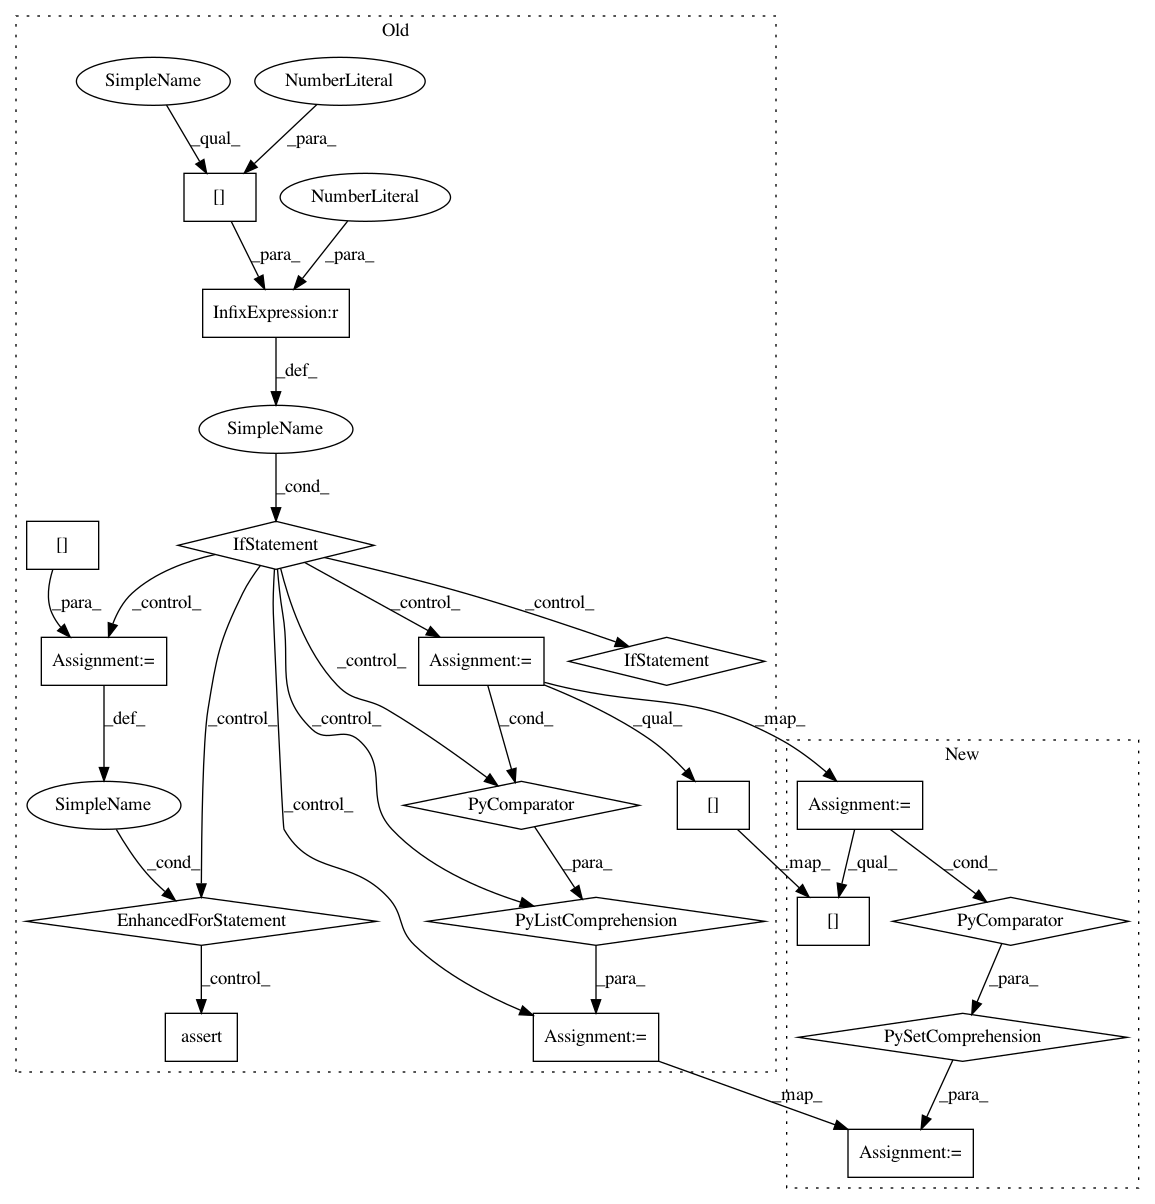 Old
SimpleName
NumberLiteral
_qual_
_para_
[]
NumberLiteral
_para_
_para_
InfixExpression:r
_def_
SimpleName
_cond_
[]
IfStatement
_para_
_control_
_control_
_control_
Assignment:=
Assignment:=
IfStatement
_control_
_def_
_control_
_control_
_cond_
_qual_
_map_
New
SimpleName
_control_
PyComparator
[]
Assignment:=
_cond_
_para_
_map_
_qual_
_cond_
EnhancedForStatement
PyListComprehension
[]
PyComparator
_control_
_para_
_para_
assert
Assignment:=
PySetComprehension
_map_
_para_
Assignment:=